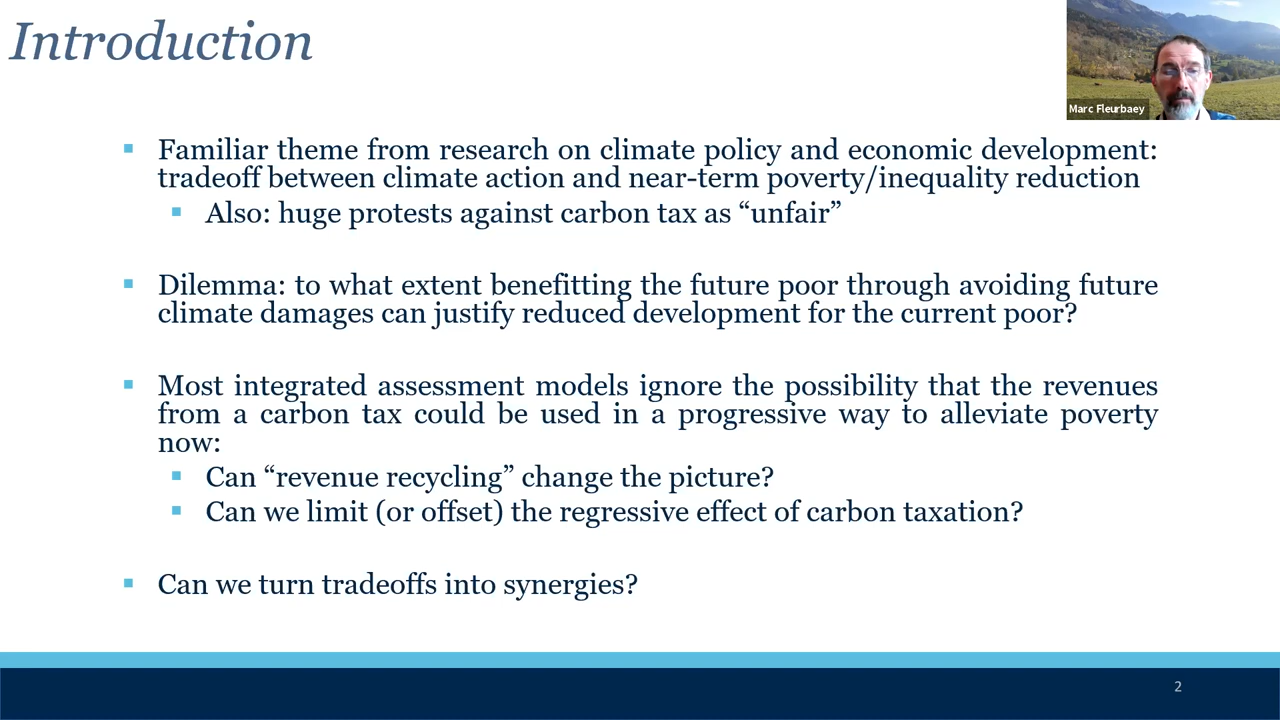 Introduction
Marc Fleurbaey
Familiar theme from research on climate policy and economic development:
tradeoff between climate action and near-term poverty/inequality reduction
Also: huge protests against carbon tax as “unfair”
Dilemma: to what extent benefitting the future poor through avoiding future
climate damages can justify reduced development for the current poor?
Most integrated assessment models ignore the possibility that the revenues
from a carbon tax could be used in a progressive way to alleviate poverty
now:
Can “revenue recycling” change the picture?
Can we limit (or offset) the regressive effect of carbon taxation?
Can we turn tradeoffs into synergies?
2